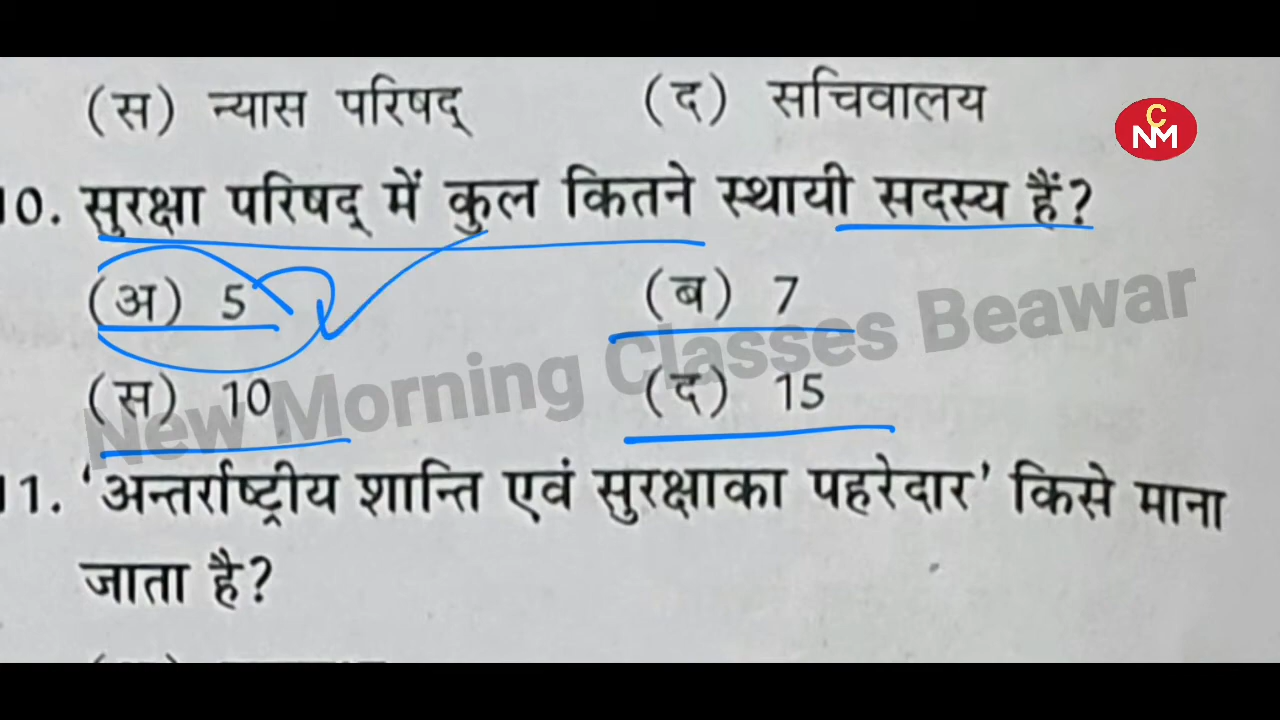 (स) न्यास परिषद् (द) सचिवालय
C
NM
10. सुरक्षा परिषद् में कुल कितने स्थायी सदस्य हैं?
(अ) 5 (ब) 7
(स) 10 (द) 15
New Morning Classes Beawar
11. ‘अन्तर्राष्ट्रीय शान्ति एवं सुरक्षाका पहरेदार’ किसे माना
जाता है?